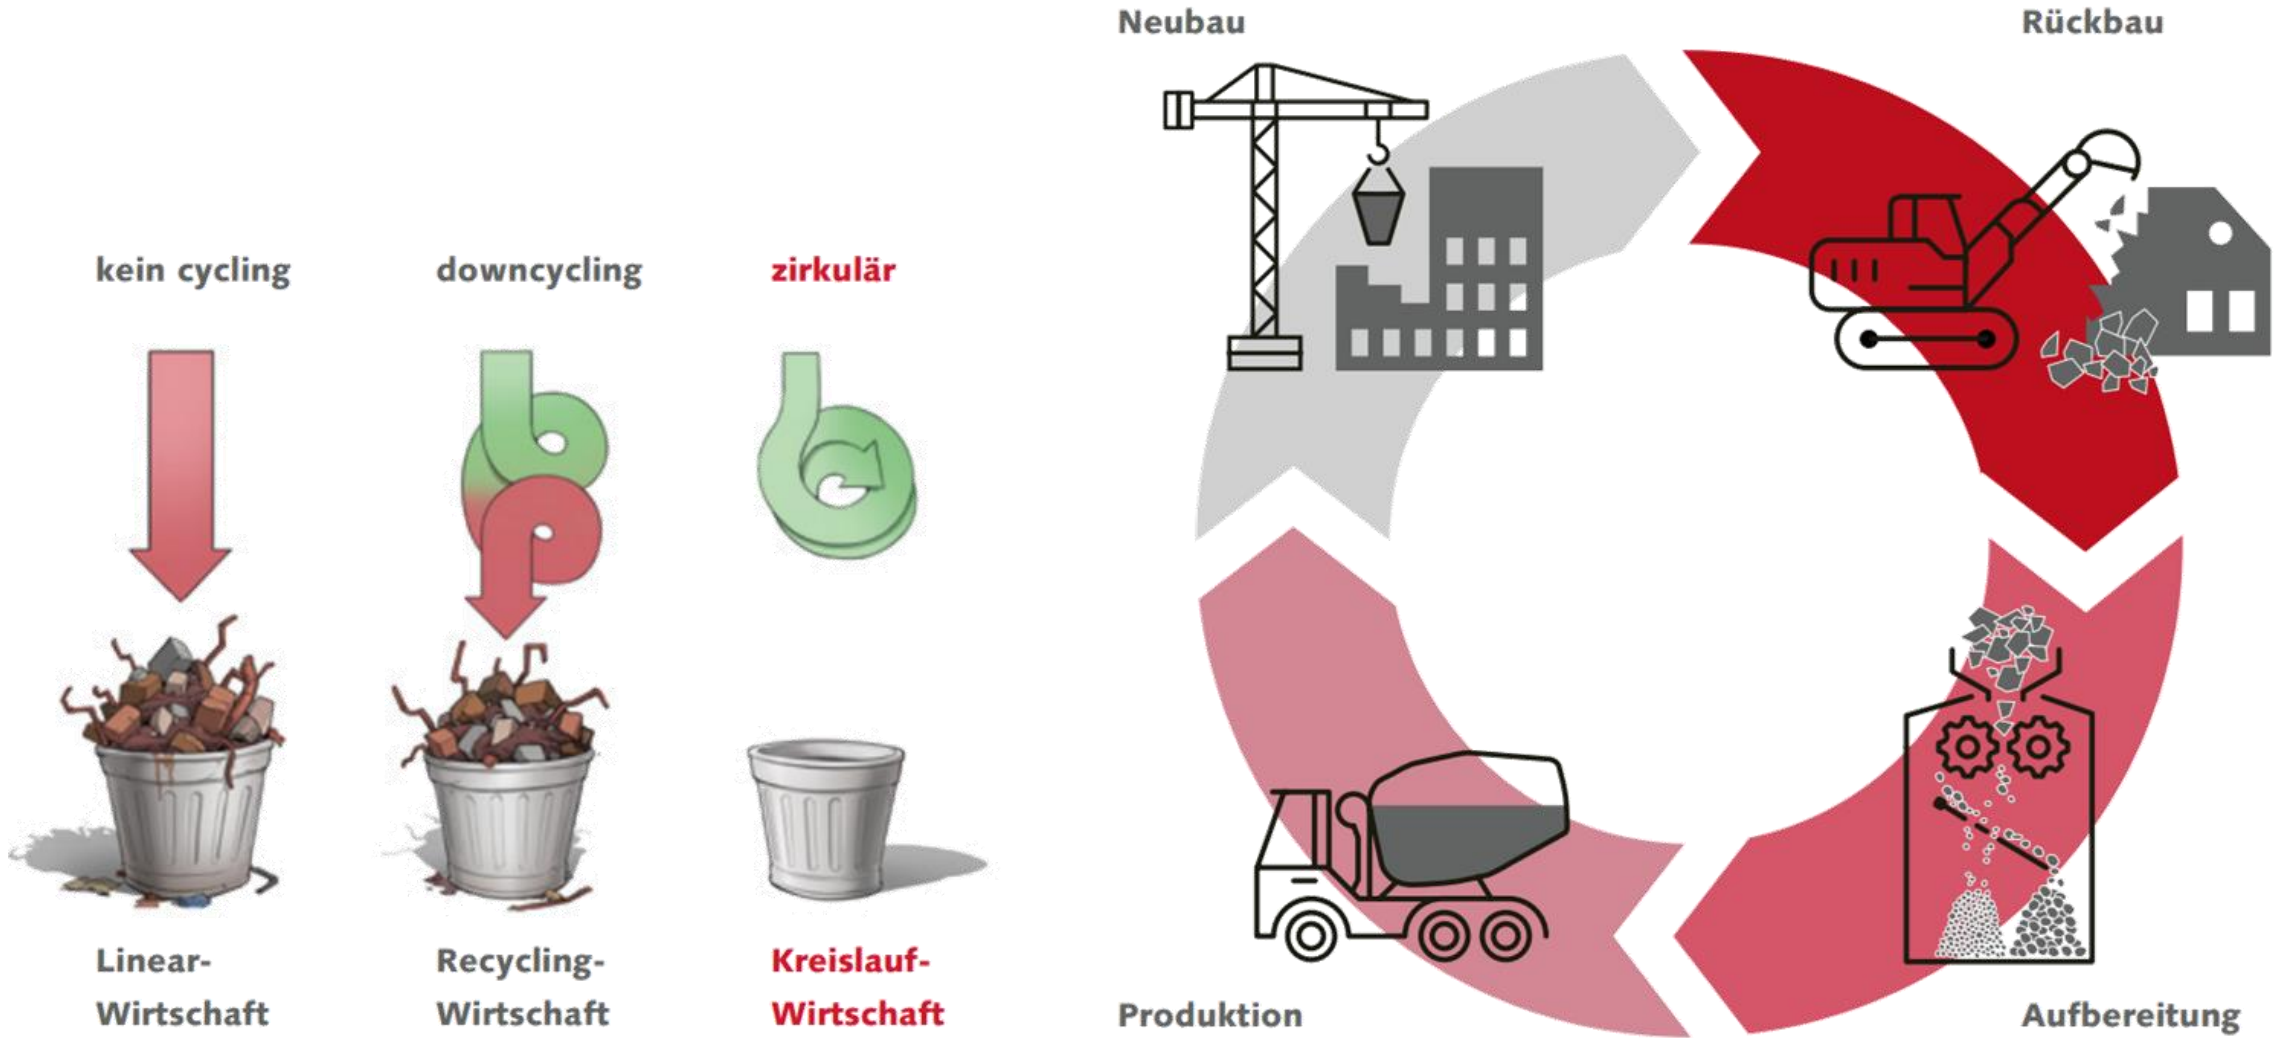 kein cycling
downcycling
zirkulär
Linear-
Wirtschaft
Recycling-
Wirtschaft
Kreislauf-
Wirtschaft
Neubau
Rückbau
Produktion
Aufbereitung